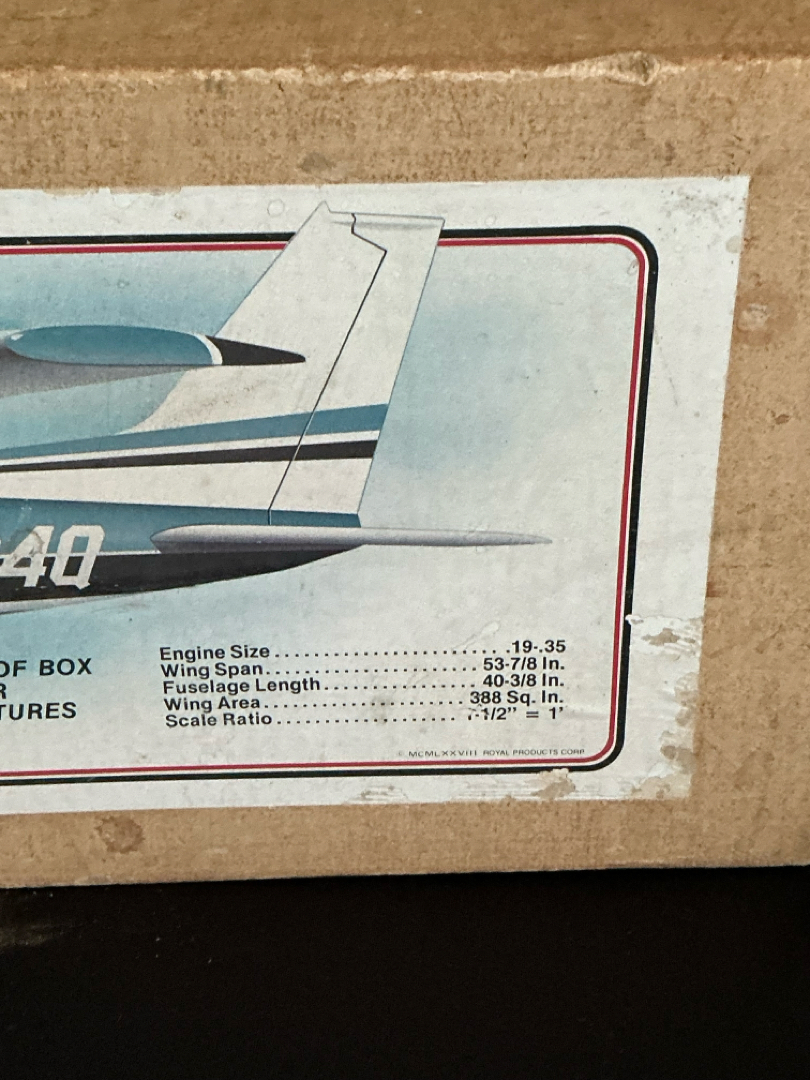 40
OF BOX
R
TURES
Engine Size .19-.35
Wing Span 53-7/8 In.
Fuselage Length 40-3/8 In.
Wing Area 388 Sq. In.
Scale Ratio 1/2" = 1'
© MCMLXXVIII ROYAL PRODUCTS CORP